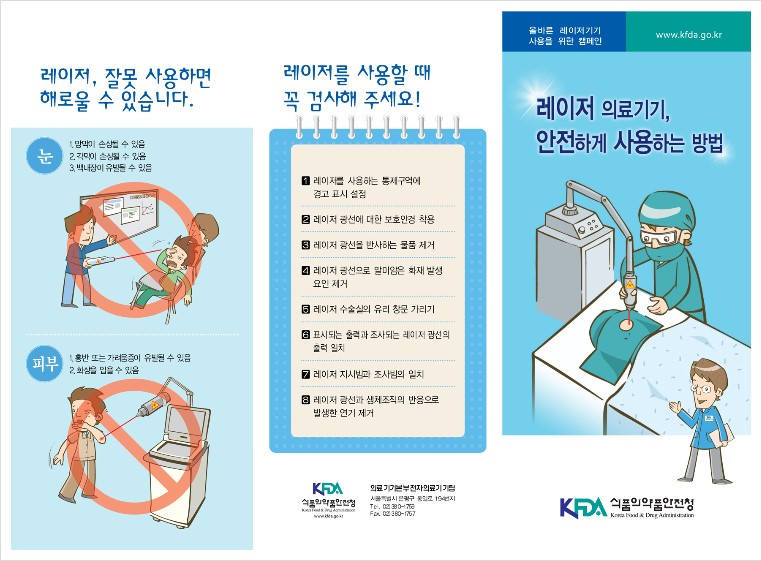 레이저, 잘못 사용하면
해로울 수 있습니다.
눈
1. 망막이 손상될 수 있음
2. 각막이 손상될 수 있음
3. 백내장이 유발될 수 있음
피부
1. 홍반 또는 가려움증이 유발될 수 있음
2. 화상을 입을 수 있음
레이저를 사용할 때
꼭 검사해 주세요!
1 레이저를 사용하는 통제구역에
경고 표시 설정
2 레이저 광선에 대한 보호안경 착용
3 레이저 광선을 반사하는 물품 제거
4 레이저 광선으로 말미암은 화재 발생
요인 제거
5 레이저 수술실의 유리 창문 가리기
6 표시되는 출력과 조사되는 레이저 광선의
출력 일치
7 레이저 지시빔과 조사빔의 일치
8 레이저 광선과 생체조직의 반응으로
발생한 연기 제거
KFDA
식품의약품안전청
Korea Food & Drug Administration
www.kfda.go.kr
의료기기본부 전자의료기기팀
서울특별시 은평구 통일로 194번지
Tel. 02)380-1759
Fax. 02)380-1757
올바른 레이저기기
사용을 위한 캠페인
www.kfda.go.kr
레이저 의료기기,
안전하게 사용하는 방법
KFDA 식품의약품안전청
Korea Food & Drug Administration